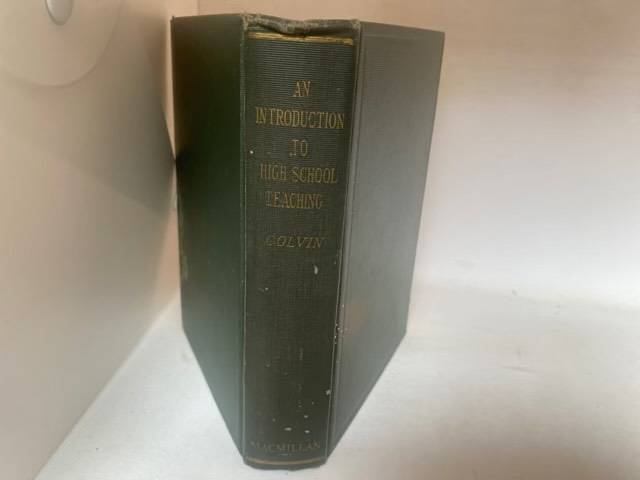 AN
INTRODUCTION
TO
HIGH SCHOOL
TEACHING
COLVIN
MACMILLAN